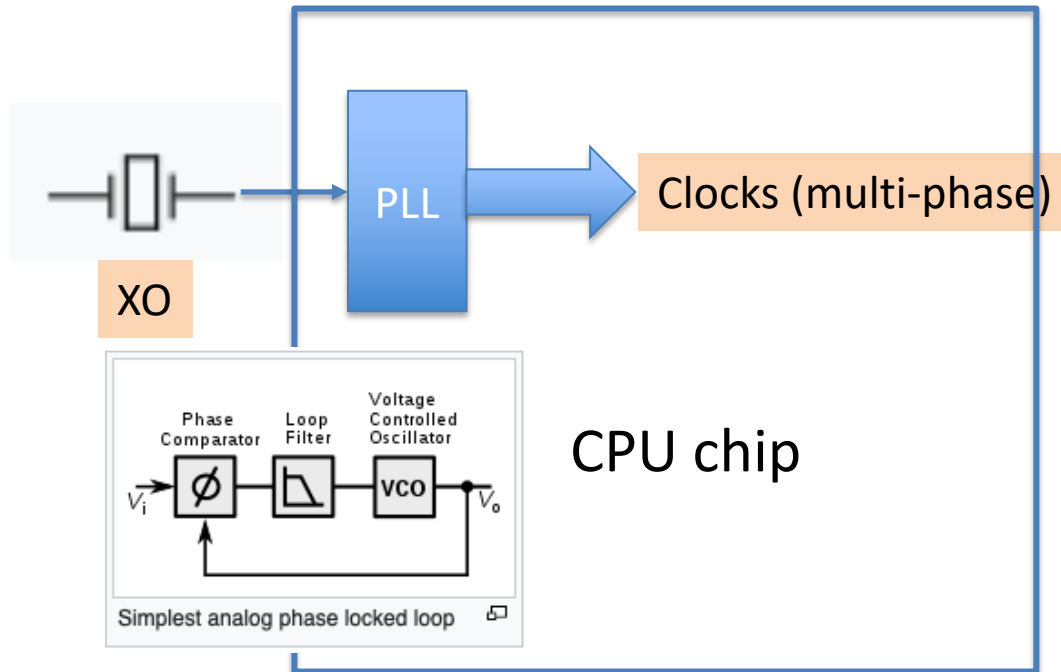 PLL
Clocks (multi-phase)
XO
CPU chip
Phase
Comparator
Loop
Filter
Voltage
Controlled
Oscillator
Vi
ϕ
VCO
Vo
Simplest analog phase locked loop